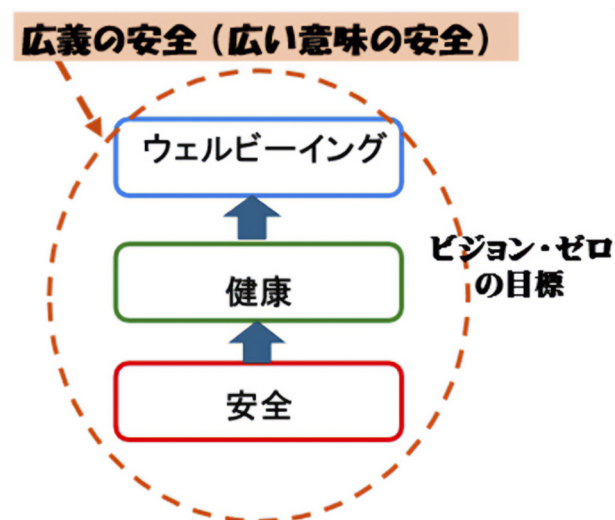 広義の安全（広い意味の安全）
ウェルビーイング
ビジョン・ゼロ
の目標
健康
安全